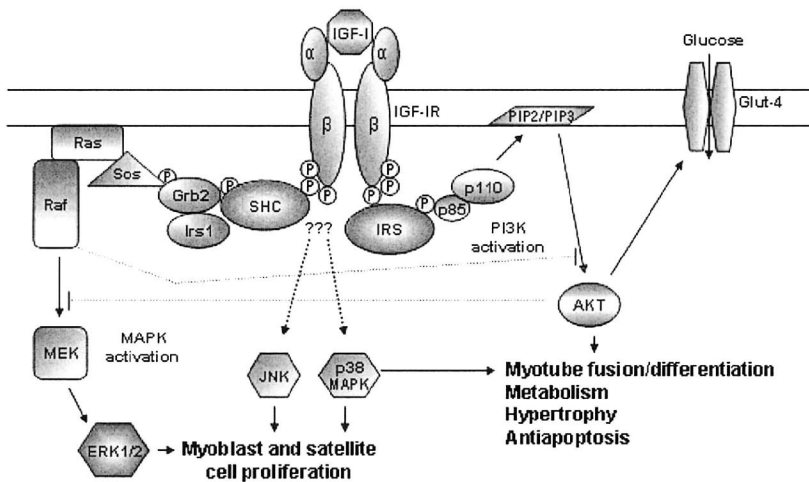 IGF-I
α
α
Glucose
IGF-IR
PIP2/PIP3
Glut-4
β
β
Ras
Sos
P
Raf
Grb2
P
SHC
P
P
P
P
P
P
P
p110
p85
Irs1
IRS
???
PI3K
activation
AKT
MEK
MAPK
activation
JNK
p38
MAPK
Myotube fusion/differentiation
Metabolism
Hypertrophy
Antiapoptosis
ERK1/2
Myoblast and satellite
cell proliferation